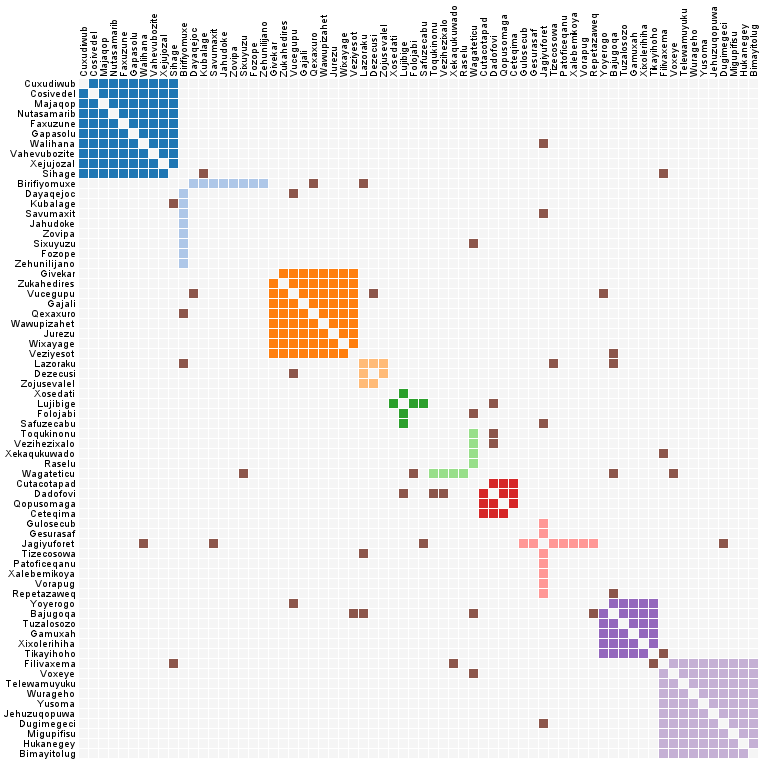 Cuxudiwub
Cosivedel
Majaqop
Nutasamarib
Faxuzune
Gapasolu
Walihana
Vahevubozite
Xejujozal
Sihage
Birifiyomuxe
Dayaqejoc
Kubalage
Savumaxit
Jahudoke
Zovipa
Sixuyuzu
Fozope
Zehunilijano
Givekar
Zukahedires
Vucegupu
Gajali
Qexaxuro
Wawupizahet
Jurezu
Wixayage
Veziyesot
Lazoraku
Dezecusi
Zojusevalel
Xosedati
Lujibige
Folojabi
Safuzecabu
Toqukinonu
Vezihezixalo
Xekaqukuwado
Raselu
Wagateticu
Cutacotapad
Dadofovi
Qopusomaga
Ceteqima
Gulosecub
Gesurasaf
Jagiyuforet
Tizecosowa
Patoficeqanu
Xalebemikoya
Vorapug
Repetazaweq
Yoyerogo
Bajugoqa
Tuzalosozo
Gamuxah
Xixolerihiha
Tikayihoho
Filivaxema
Voxeye
Telewamuyuku
Wurageho
Yusoma
Jehuzuqopuwa
Dugimegeci
Migupifisu
Hukanegey
Bimayitolug
Cuxudiwub
Cosivedel
Majaqop
Nutasamarib
Faxuzune
Gapasolu
Walihana
Vahevubozite
Xejujozal
Sihage
Birifiyomuxe
Dayaqejoc
Kubalage
Savumaxit
Jahudoke
Zovipa
Sixuyuzu
Fozope
Zehunilijano
Givekar
Zukahedires
Vucegupu
Gajali
Qexaxuro
Wawupizahet
Jurezu
Wixayage
Veziyesot
Lazoraku
Dezecusi
Zojusevalel
Xosedati
Lujibige
Folojabi
Safuzecabu
Toqukinonu
Vezihezixalo
Xekaqukuwado
Raselu
Wagateticu
Cutacotapad
Dadofovi
Qopusomaga
Ceteqima
Gulosecub
Gesurasaf
Jagiyuforet
Tizecosowa
Patoficeqanu
Xalebemikoya
Vorapug
Repetazaweq
Yoyerogo
Bajugoqa
Tuzalosozo
Gamuxah
Xixolerihiha
Tikayihoho
Filivaxema
Voxeye
Telewamuyuku
Wurageho
Yusoma
Jehuzuqopuwa
Dugimegeci
Migupifisu
Hukanegey
Bimayitolug